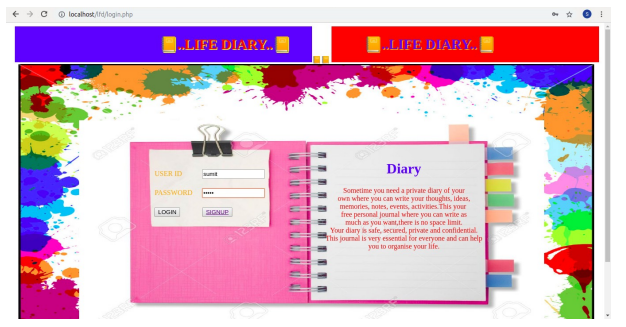 localhost/lfd/login.php
S
..LIFE DIARY..
..LIFE DIARY..
USER ID
sumit
PASSWORD
•••••
LOGIN
SIGNUP
Diary
Sometime you need a private diary of your
own where you can write your thoughts, ideas,
memories, notes, events, activities.This your
free personal journal where you can write as
much as you want,there is no space limit.
Your diary is safe, secured, private and confidential.
This journal is very essential for everyone and can help
you to organise your life.